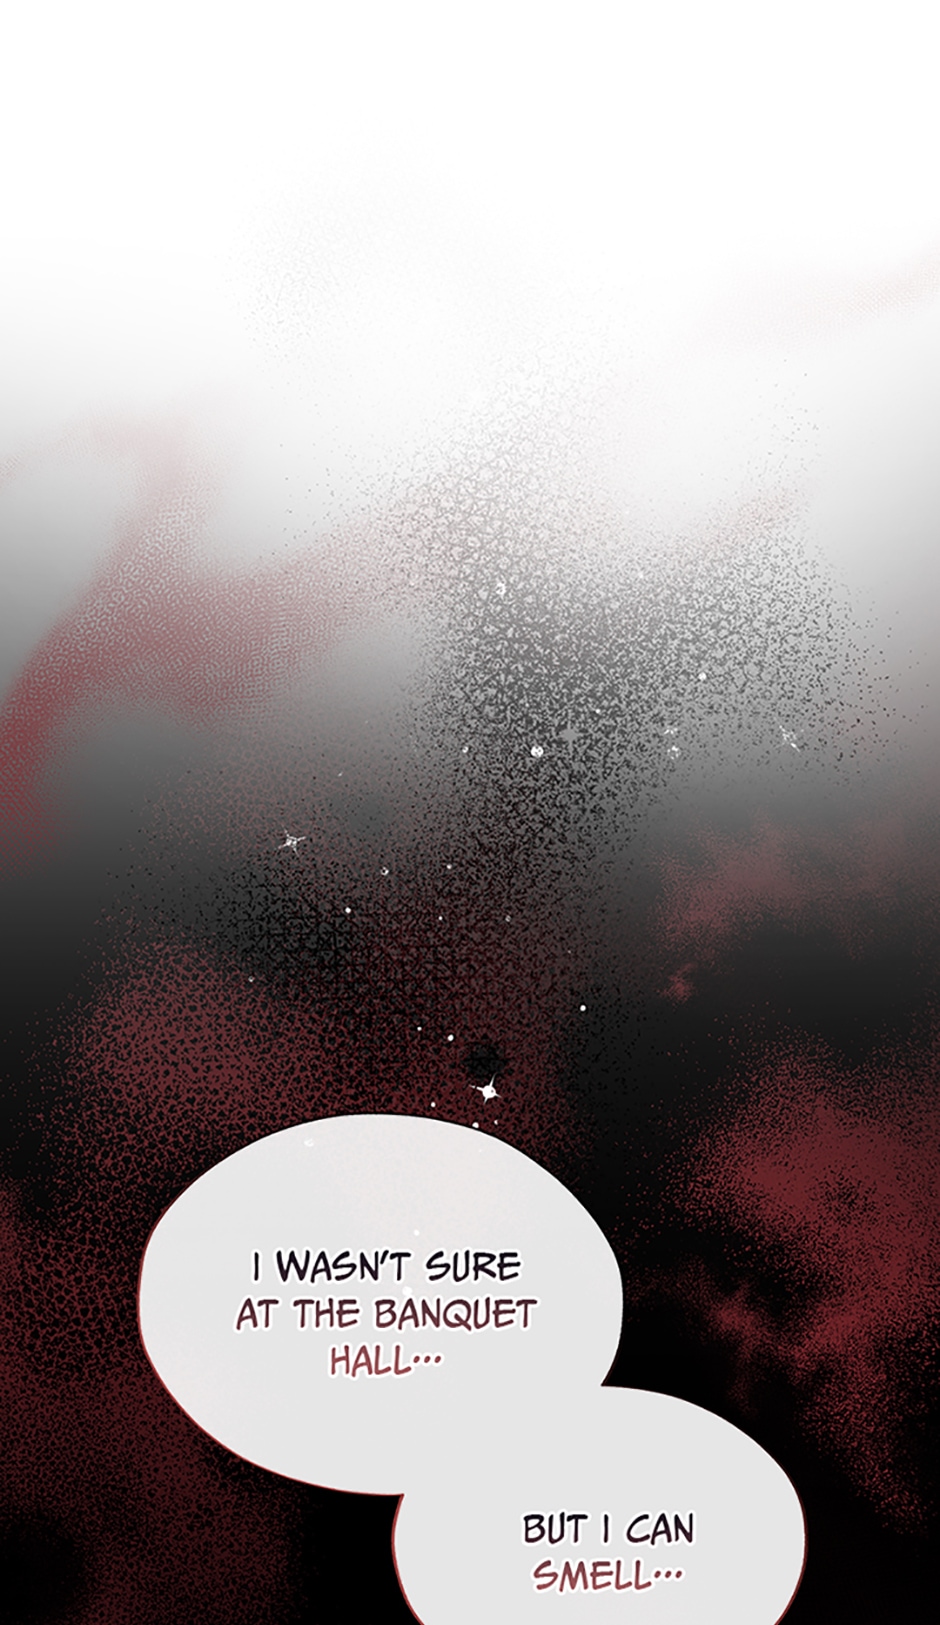 I WASN'T SURE
AT THE BANQUET
HALL...
BUT I CAN
SMELL...